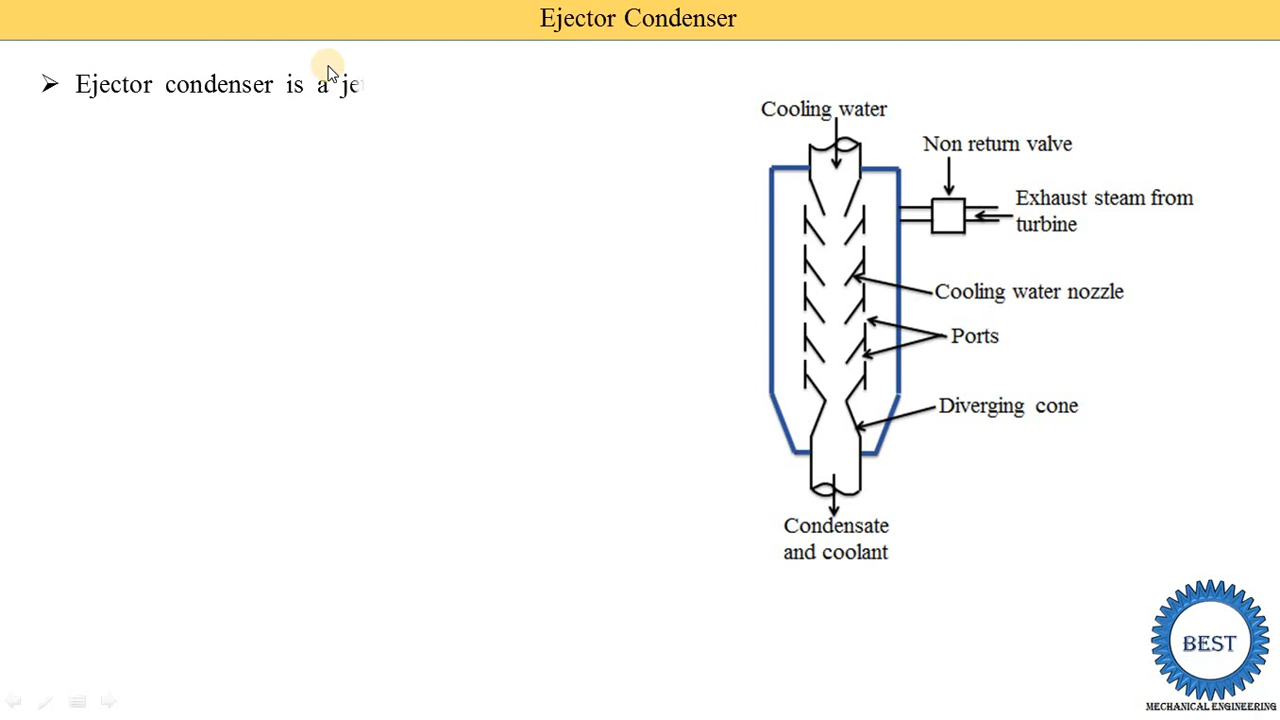 Ejector Condenser
Ejector condenser is a je
Cooling water
Non return valve
Exhaust steam from
turbine
Cooling water nozzle
Ports
Diverging cone
Condensate
and coolant
BEST
MECHANICAL ENGINEERING